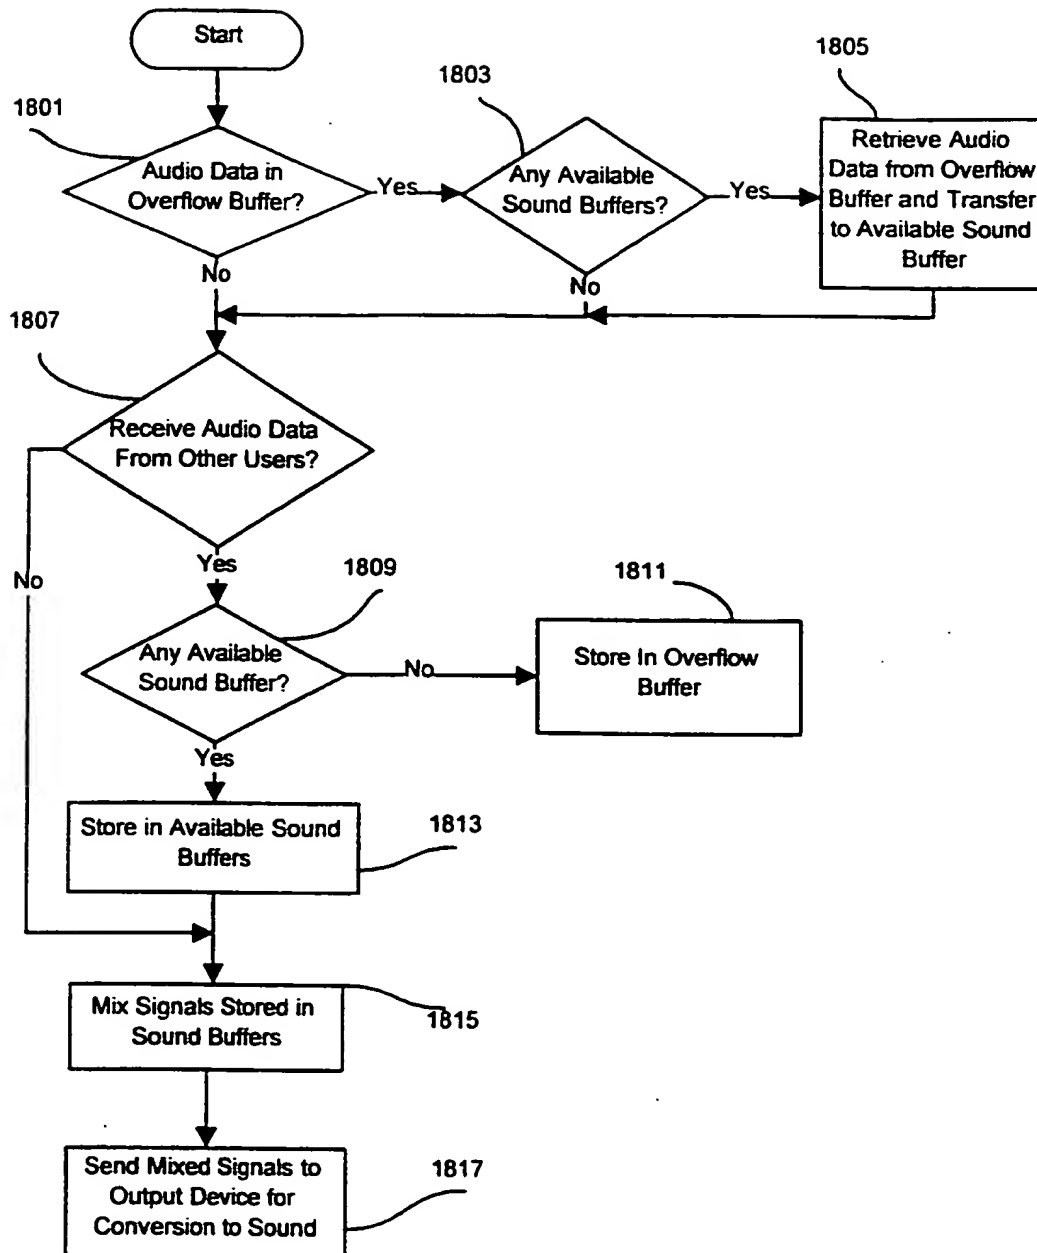 Start
1805
1803
1801
Retrieve Audio
Data from Overflow
Buffer and Transfer
to Available Sound
Buffer
Audio Data in
Overflow Buffer?
Yes
Any Available
Sound Buffers?
Yes
No
No
1807
Receive Audio Data
From Other Users?
Yes
No
1809
1811
Any Available
Sound Buffer?
No
Store In Overflow
Buffer
Yes
Store in Available Sound
Buffers
1813
Mix Signals Stored in
Sound Buffers
1815
Send Mixed Signals to
Output Device for
Conversion to Sound
1817